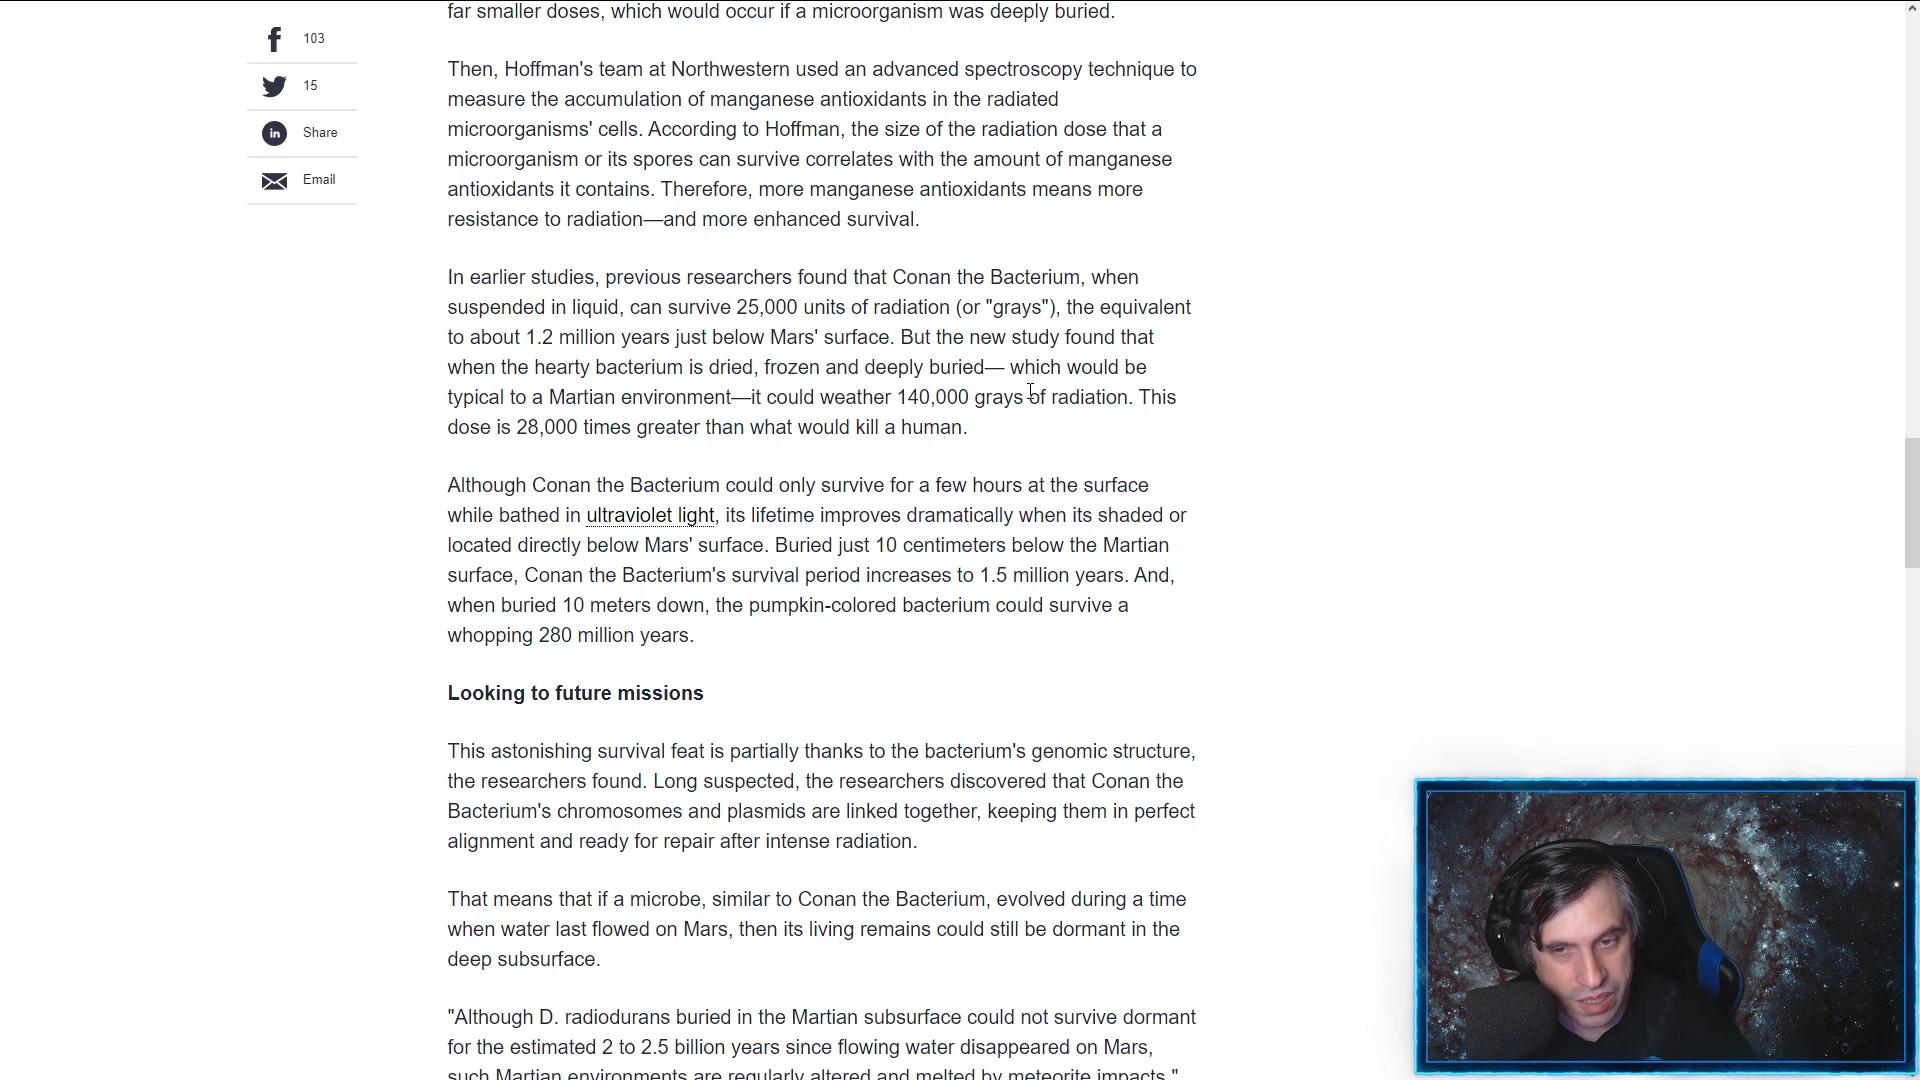 far smaller doses, which would occur if a microorganism was deeply buried.
103
15
Share
Email
Then, Hoffman's team at Northwestern used an advanced spectroscopy technique to
measure the accumulation of manganese antioxidants in the radiated
microorganisms' cells. According to Hoffman, the size of the radiation dose that a
microorganism or its spores can survive correlates with the amount of manganese
antioxidants it contains. Therefore, more manganese antioxidants means more
resistance to radiation—and more enhanced survival.
In earlier studies, previous researchers found that Conan the Bacterium, when
suspended in liquid, can survive 25,000 units of radiation (or "grays"), the equivalent
to about 1.2 million years just below Mars' surface. But the new study found that
when the hearty bacterium is dried, frozen and deeply buried— which would be
typical to a Martian environment—it could weather 140,000 grays of radiation. This
dose is 28,000 times greater than what would kill a human.
Although Conan the Bacterium could only survive for a few hours at the surface
while bathed in ultraviolet light, its lifetime improves dramatically when its shaded or
located directly below Mars' surface. Buried just 10 centimeters below the Martian
surface, Conan the Bacterium's survival period increases to 1.5 million years. And,
when buried 10 meters down, the pumpkin-colored bacterium could survive a
whopping 280 million years.
Looking to future missions
This astonishing survival feat is partially thanks to the bacterium's genomic structure,
the researchers found. Long suspected, the researchers discovered that Conan the
Bacterium's chromosomes and plasmids are linked together, keeping them in perfect
alignment and ready for repair after intense radiation.
That means that if a microbe, similar to Conan the Bacterium, evolved during a time
when water last flowed on Mars, then its living remains could still be dormant in the
deep subsurface.
"Although D. radiodurans buried in the Martian subsurface could not survive dormant
for the estimated 2 to 2.5 billion years since flowing water disappeared on Mars,
such Martian environments are regularly altered and melted by meteorite impacts,"